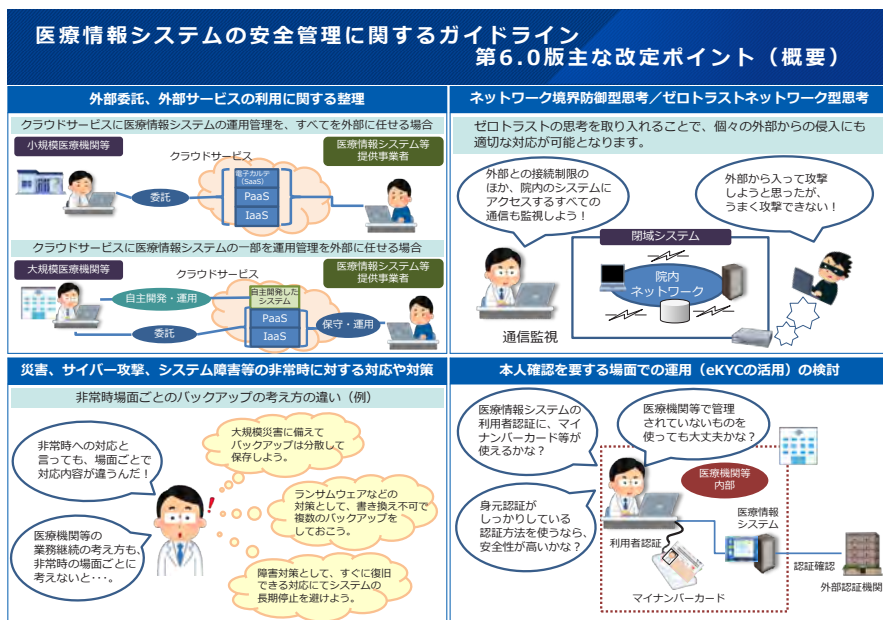 医療情報システムの安全管理に関するガイドライン
第6.0版主な改定ポイント（概要）
外部委託、外部サービスの利用に関する整理
クラウドサービスに医療情報システムの運用管理を、すべてを外部に任せる場合
小規模医療機関等
クラウドサービス
医療情報システム等
提供事業者
電子カルテ
（SaaS）
PaaS
IaaS
委託
クラウドサービスに医療情報システムの一部を運用管理を外部に任せる場合
大規模医療機関等
クラウドサービス
医療情報システム等
提供事業者
自主開発・運用
自主開発した
システム
PaaS
IaaS
委託
保守・運用
ネットワーク境界防御型思考／ゼロトラストネットワーク型思考
ゼロトラストの思考を取り入れることで、個々の外部からの侵入にも
適切な対応が可能となります。
外部との接続制限の
ほか、院内のシステムに
アクセスするすべての
通信も監視しよう！
外部から入って攻撃
しようと思ったが、
うまく攻撃できない！
閉域システム
院内
ネットワーク
通信監視
災害、サイバー攻撃、システム障害等の非常時に対する対応や対策
非常時場面ごとのバックアップの考え方の違い（例）
非常時への対応と
言っても、場面ごとで
対応内容が違うんだ！
医療機関等の
業務継続の考え方も、
非常時の場面ごとに
考えないと･･･。
大規模災害に備えて
バックアップは分散して
保存しよう。
ランサムウェアなどの
対策として、書き換え不可で
複数のバックアップを
しておこう。
障害対策として、すぐに復旧
できる対応にてシステムの
長期停止を避けよう。
本人確認を要する場面での運用（eKYCの活用）の検討
医療情報システムの
利用者認証に、マイ
ナンバーカード等が
使えるかな？
医療機関等で管理
されていないものを
使っても大丈夫かな？
身元認証が
しっかりしている
認証方法を使うなら、
安全性が高いかな？
医療機関等
内部
利用者認証
医療情報
システム
マイナンバーカード
認証確認
外部認証機関